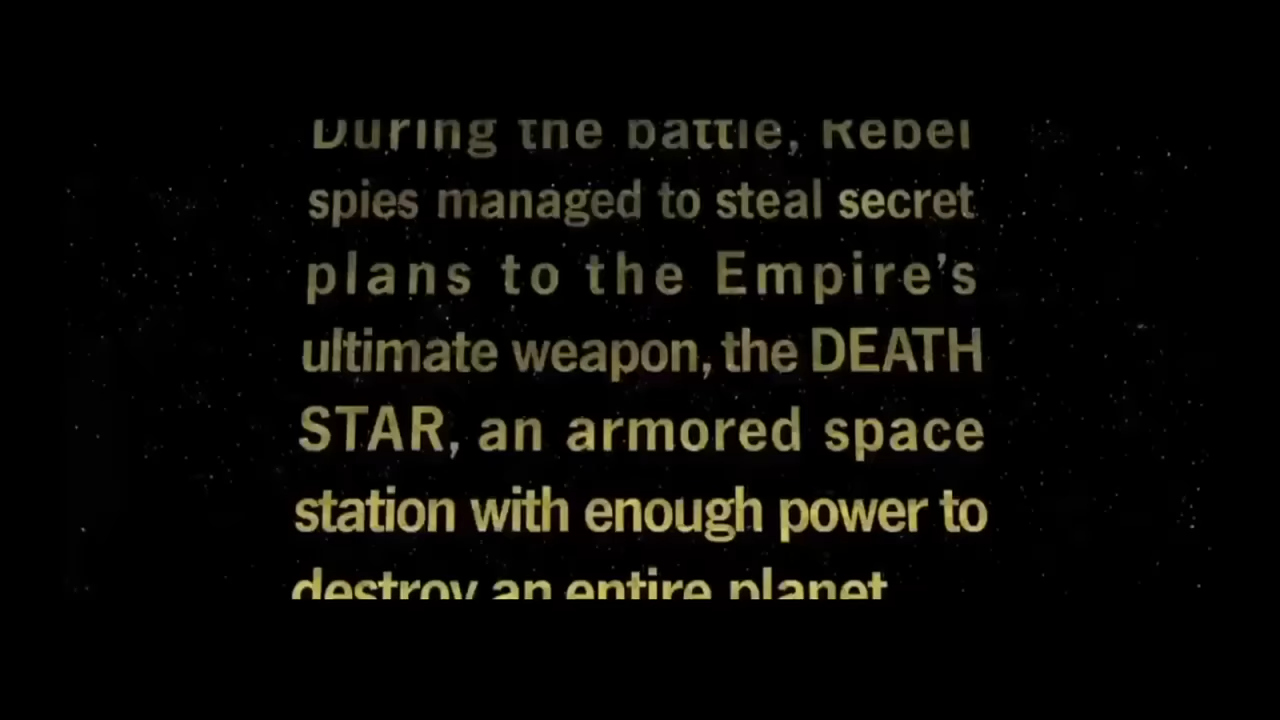 During the battle, Rebel
spies managed to steal secret
plans to the Empire’s
ultimate weapon, the DEATH
STAR, an armored space
station with enough power to
destroy an entire planet